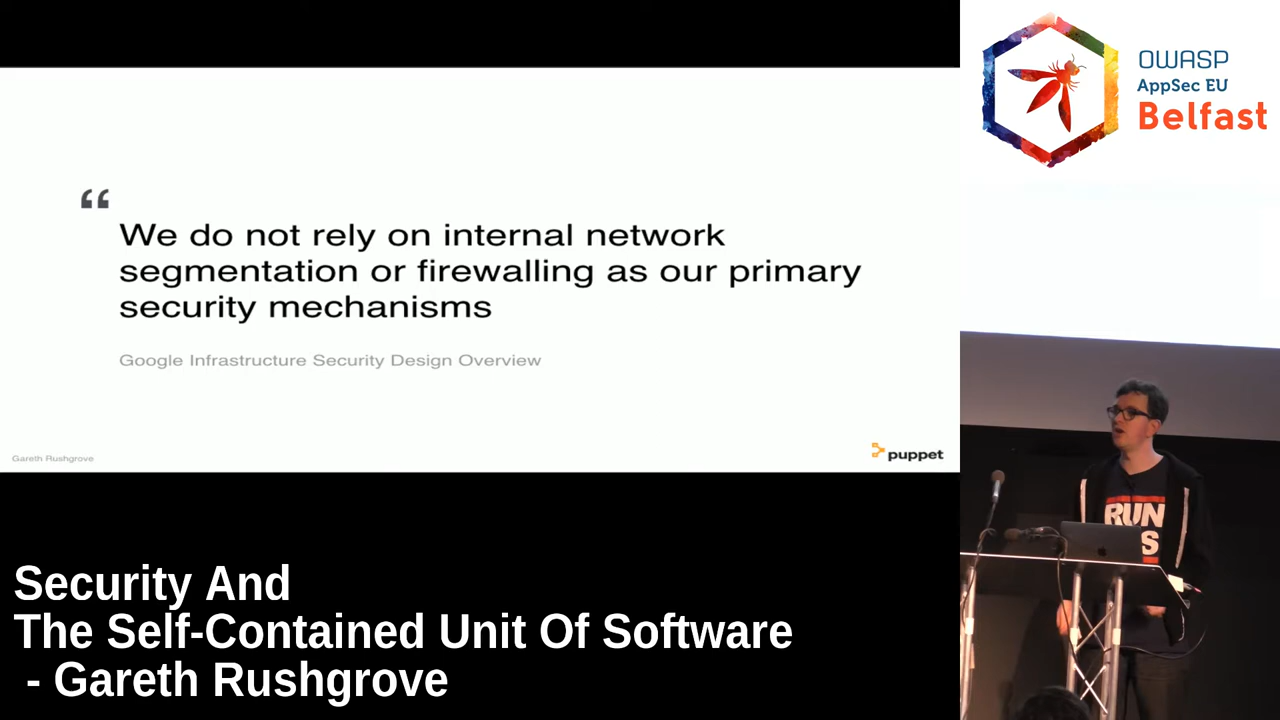 “
We do not rely on internal network
segmentation or firewalling as our primary
security mechanisms
Google Infrastructure Security Design Overview
Gareth Rushgrove
puppet
OWASP
AppSec EU
Belfast
RUN
S
Security And
The Self-Contained Unit Of Software
- Gareth Rushgrove